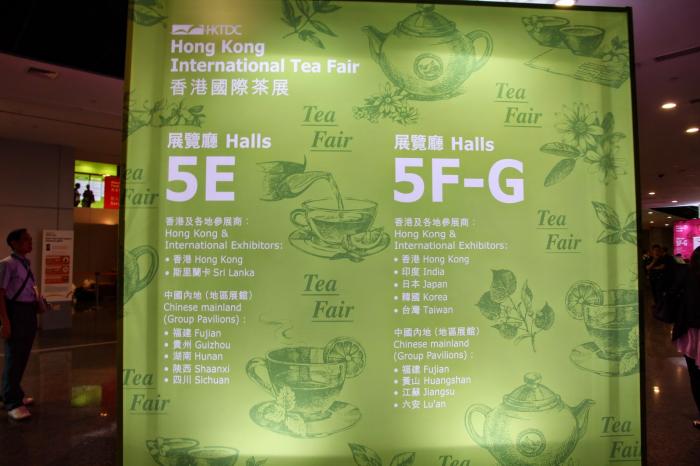 HKTDC
Hong Kong
International Tea Fair
香港國際茶展
Tea
Fair
展覽廳 Halls
5E
香港及各地參展商：
Hong Kong &
International Exhibitors:
• 香港 Hong Kong
• 斯里蘭卡 Sri Lanka
中國內地 (地區展館)
Chinese mainland
(Group Pavilions) :
• 福建 Fujian
• 貴州 Guizhou
• 湖南 Hunan
• 陝西 Shaanxi
• 四川 Sichuan
展覽廳 Halls
5F-G
香港及各地參展商：
Hong Kong &
International Exhibitors:
• 香港 Hong Kong
• 印度 India
• 日本 Japan
• 韓國 Korea
• 台灣 Taiwan
中國內地 (地區展館)
Chinese mainland
(Group Pavilions) :
• 福建 Fujian
• 黃山 Huangshan
• 江蘇 Jiangsu
• 六安 Lu'an
Tea
Fair
Tea
Fair
Tea
Fair
Tea
Fair
Tea
Fair
Tea
Fair
Tea
Fair